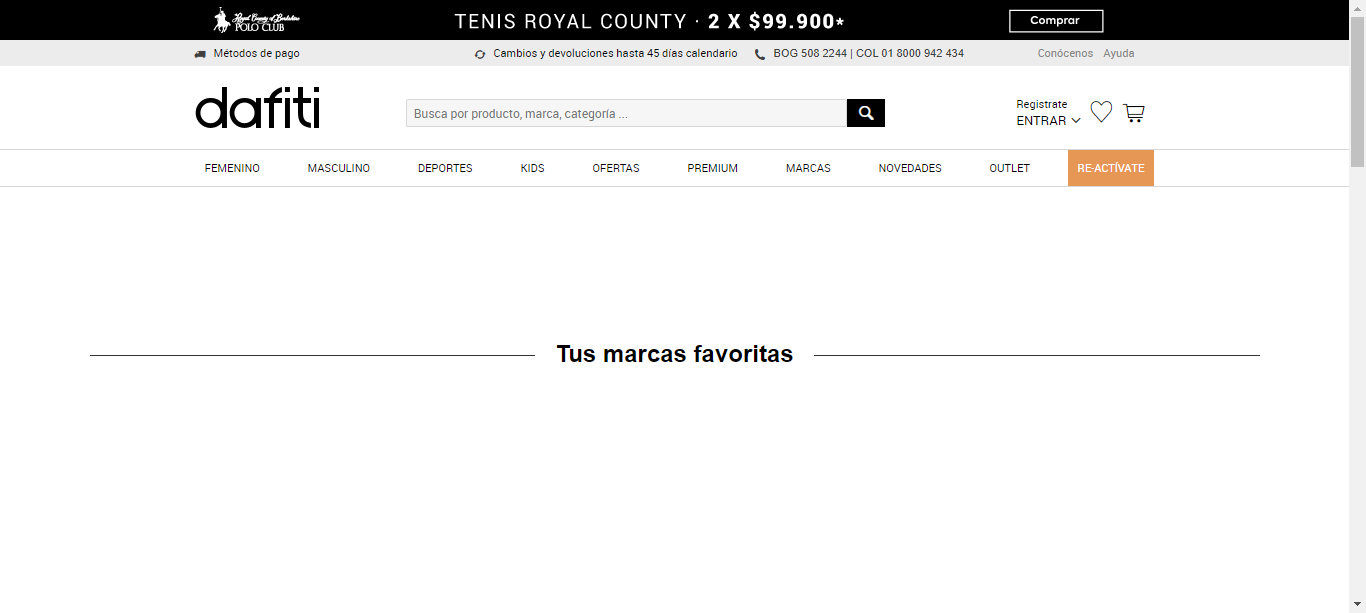 Royal County of Berkshire
POLO CLUB
TENIS ROYAL COUNTY · 2 X $99.900*
Comprar
Métodos de pago
Cambios y devoluciones hasta 45 días calendario
BOG 508 2244 | COL 01 8000 942 434
Conócenos Ayuda
dafiti
Busca por producto, marca, categoría ...
Registrate
ENTRAR
FEMENINO MASCULINO DEPORTES KIDS OFERTAS PREMIUM MARCAS NOVEDADES OUTLET RE-ACTÍVATE
Tus marcas favoritas